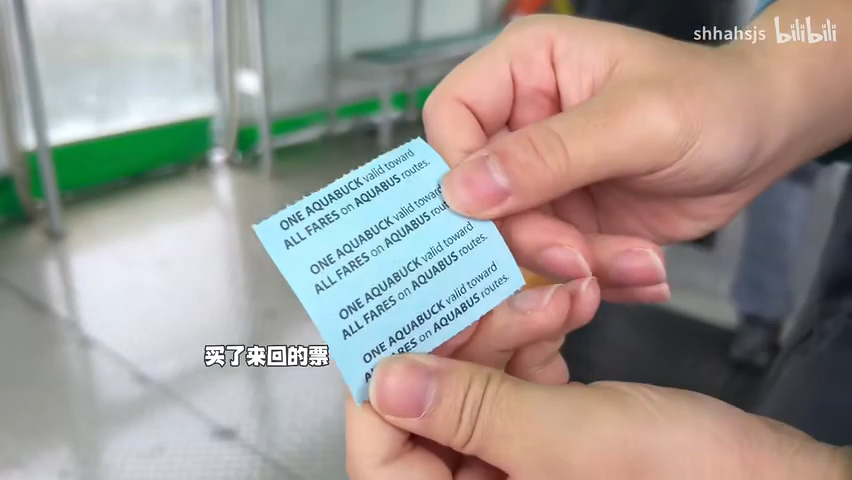 shhahsjs bilibili
ONE AQUABUCK valid toward
ALL FARES on AQUABUS routes.
ONE AQUABUCK valid toward
ALL FARES on AQUABUS
ONE AQUABUCK valid toward
ALL FARES on AQUABUS routes.
ONE AQUABUCK valid toward
AQUABUS routes.
买了来回的票